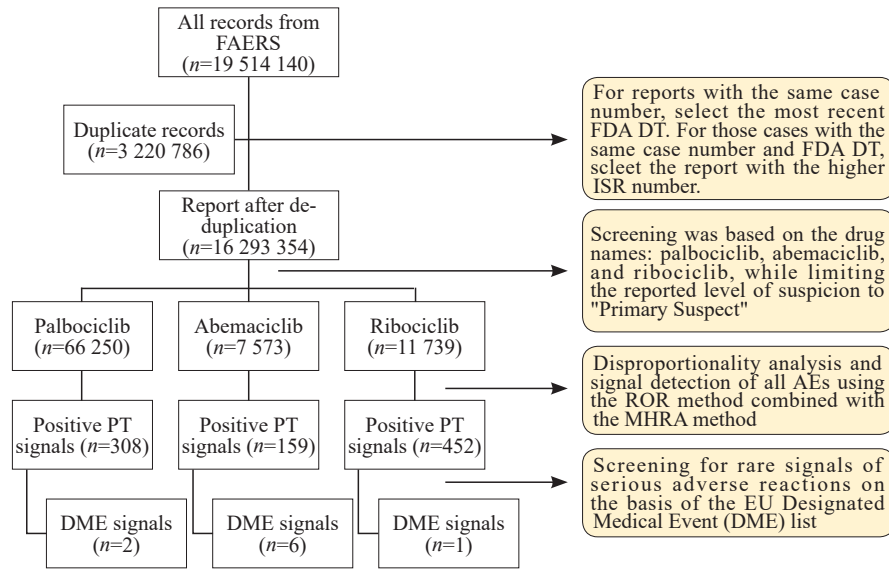 All records from
FAERS
(n=19 514 140)
Duplicate records
(n=3 220 786)
For reports with the same case
number, select the most recent
FDA DT. For those cases with the
same case number and FDA DT,
scleet the report with the higher
ISR number.
Report after de-
duplication
(n=16 293 354)
Screening was based on the drug
names: palbociclib, abemaciclib,
and ribociclib, while limiting
the reported level of suspicion to
"Primary Suspect"
Palbociclib
(n=66 250)
Abemaciclib
(n=7 573)
Ribociclib
(n=11 739)
Disproportionality analysis and
signal detection of all AEs using
the ROR method combined with
the MHRA method
Positive PT
signals (n=308)
Positive PT
signals (n=159)
Positive PT
signals (n=452)
Screening for rare signals of
serious adverse reactions on
the basis of the EU Designated
Medical Event (DME) list
DME signals
(n=2)
DME signals
(n=6)
DME signals
(n=1)